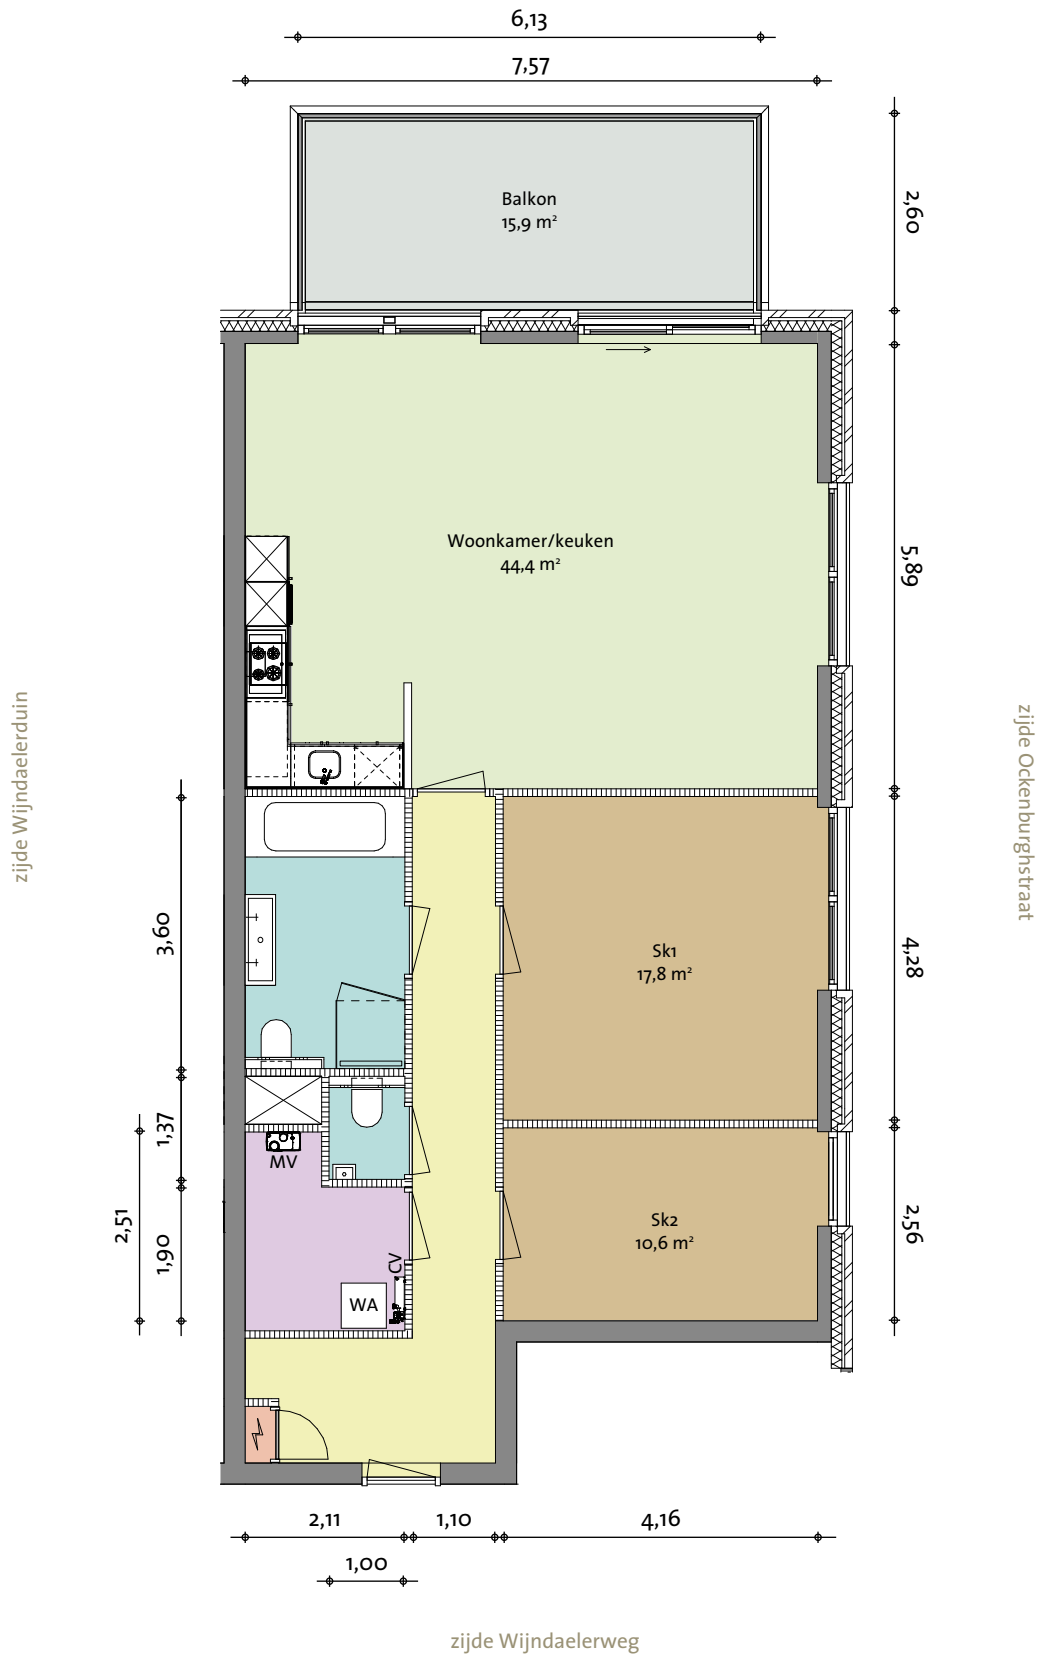 6,13
7,57
Balkon
15,9 m²
2,60
Woonkamer/keuken
44,4 m²
5,89
zijde Wijndaelerduin
zijde Ockenburghstraat
3,60
Sk1
17,8 m²
4,28
1,37
MV
2,51
1,90
Sk2
10,6 m²
2,56
CV
WA
2,11
1,10
4,16
1,00
zijde Wijndaelerweg